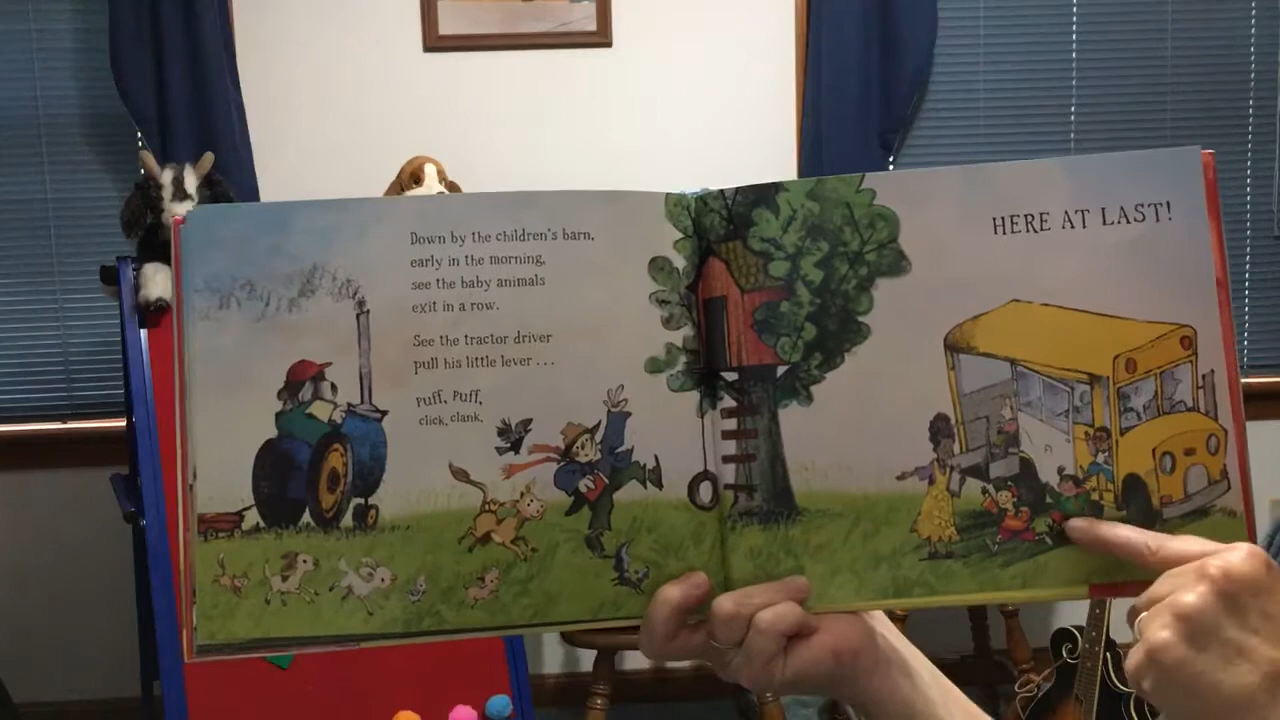 Down by the children's barn,
early in the morning,
see the baby animals
exit in a row.
See the tractor driver
pull his little lever . . .
Puff, Puff,
click, clank,
HERE AT LAST!